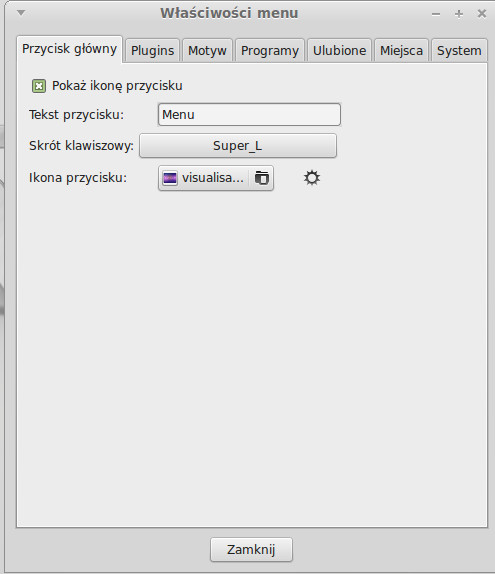 Właściwości menu
Przycisk główny Plugins Motyw Programy Ulubione Miejsca System
Pokaż ikonę przycisku
Tekst przycisku: Menu
Skrót klawiszowy: Super_L
Ikona przycisku: visualisa...
Zamknij